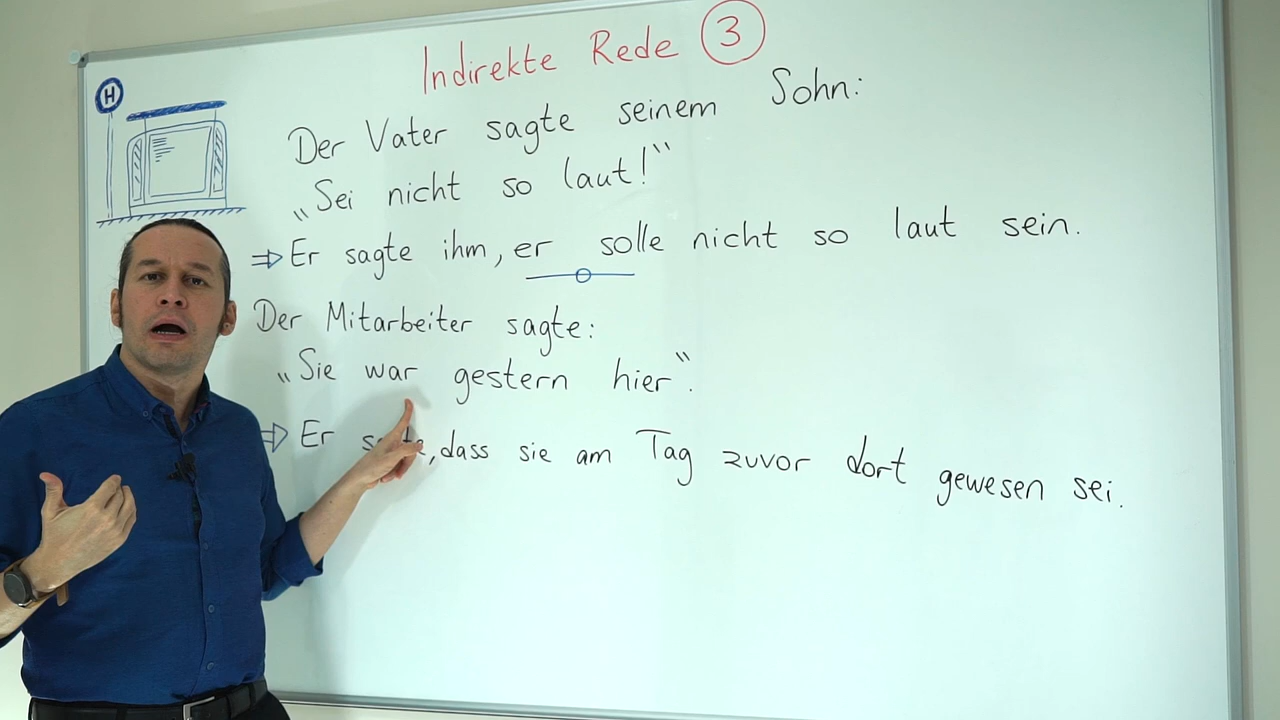 Indirekte Rede 3
H
Der Vater sagte seinem Sohn:
„Sei nicht so laut!“
⇒ Er sagte ihm, er solle nicht so laut sein.
Der Mitarbeiter sagte:
„Sie war gestern hier“.
⇒ Er sagte, dass sie am Tag zuvor dort gewesen sei.